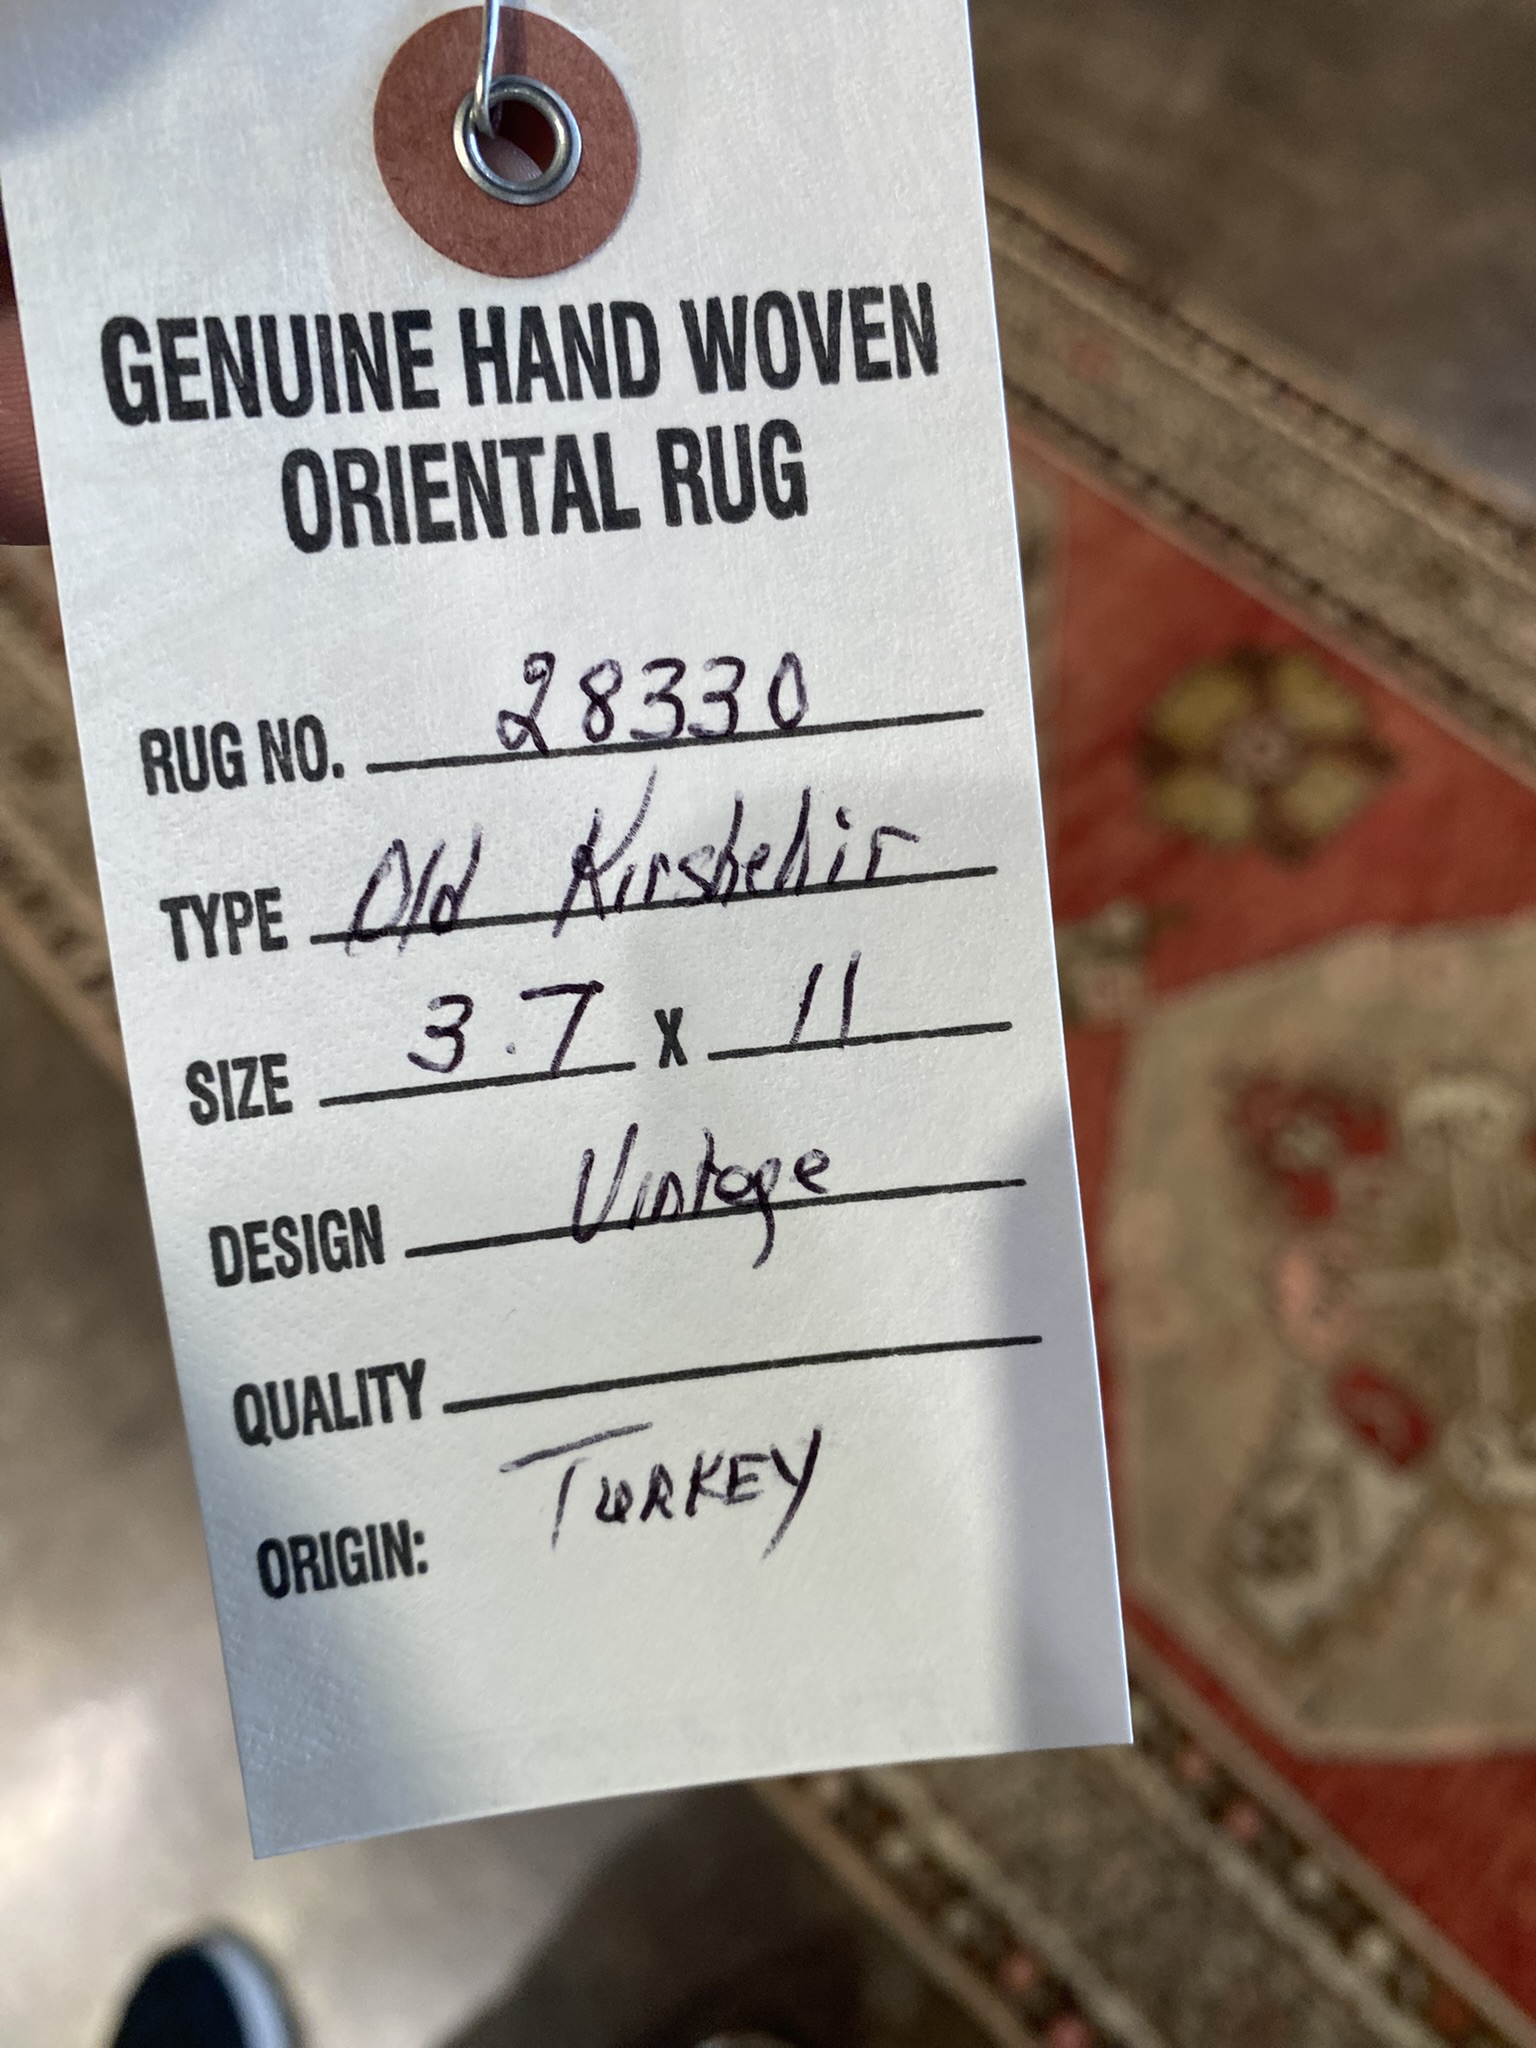 GENUINE HAND WOVEN
ORIENTAL RUG
RUG NO. 28330
TYPE Old Kirshehir
SIZE 3.7 X 11
DESIGN Vintage
QUALITY
ORIGIN: TURKEY